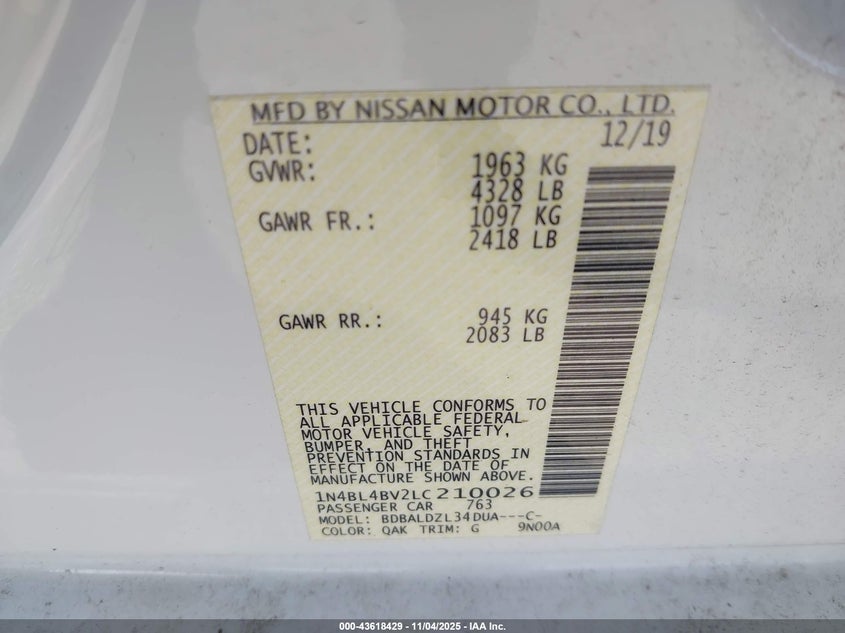 MFD BY NISSAN MOTOR CO., LTD.
DATE: 12/19
GVWR: 1963 KG
4328 LB
GAWR FR.: 1097 KG
2418 LB
GAWR RR.: 945 KG
2083 LB
THIS VEHICLE CONFORMS TO
ALL APPLICABLE FEDERAL
MOTOR VEHICLE SAFETY,
BUMPER, AND THEFT
PREVENTION STANDARDS IN
EFFECT ON THE DATE OF
MANUFACTURE SHOWN ABOVE.
1N4BL4BV2LC210026
PASSENGER CAR 763
MODEL: BDBALDZL34DUA---C-
COLOR: QAK TRIM: G 9N00A
000-43618429 - 11/04/2025 - IAA Inc.